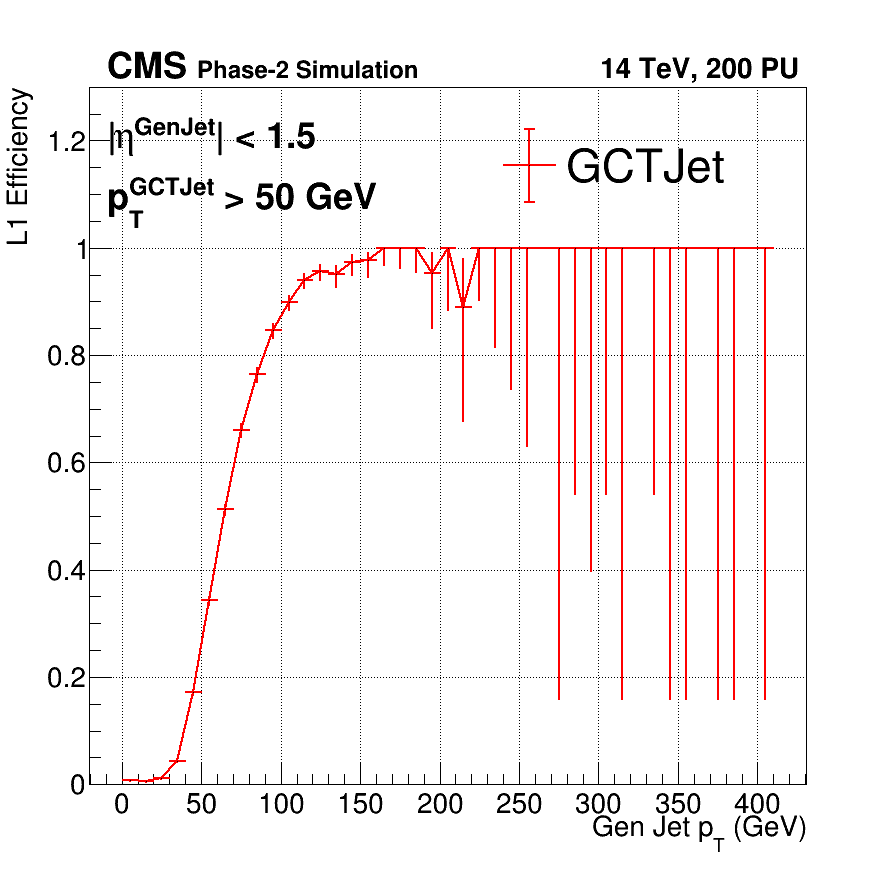 CMS Phase-2 Simulation 14 TeV, 200 PU
L1 Efficiency
|η^GenJet| < 1.5
p_T^GCTJet > 50 GeV
GCTJet
1.2
1
0.8
0.6
0.4
0.2
0
0 50 100 150 200 250 300 350 400
Gen Jet p_T (GeV)